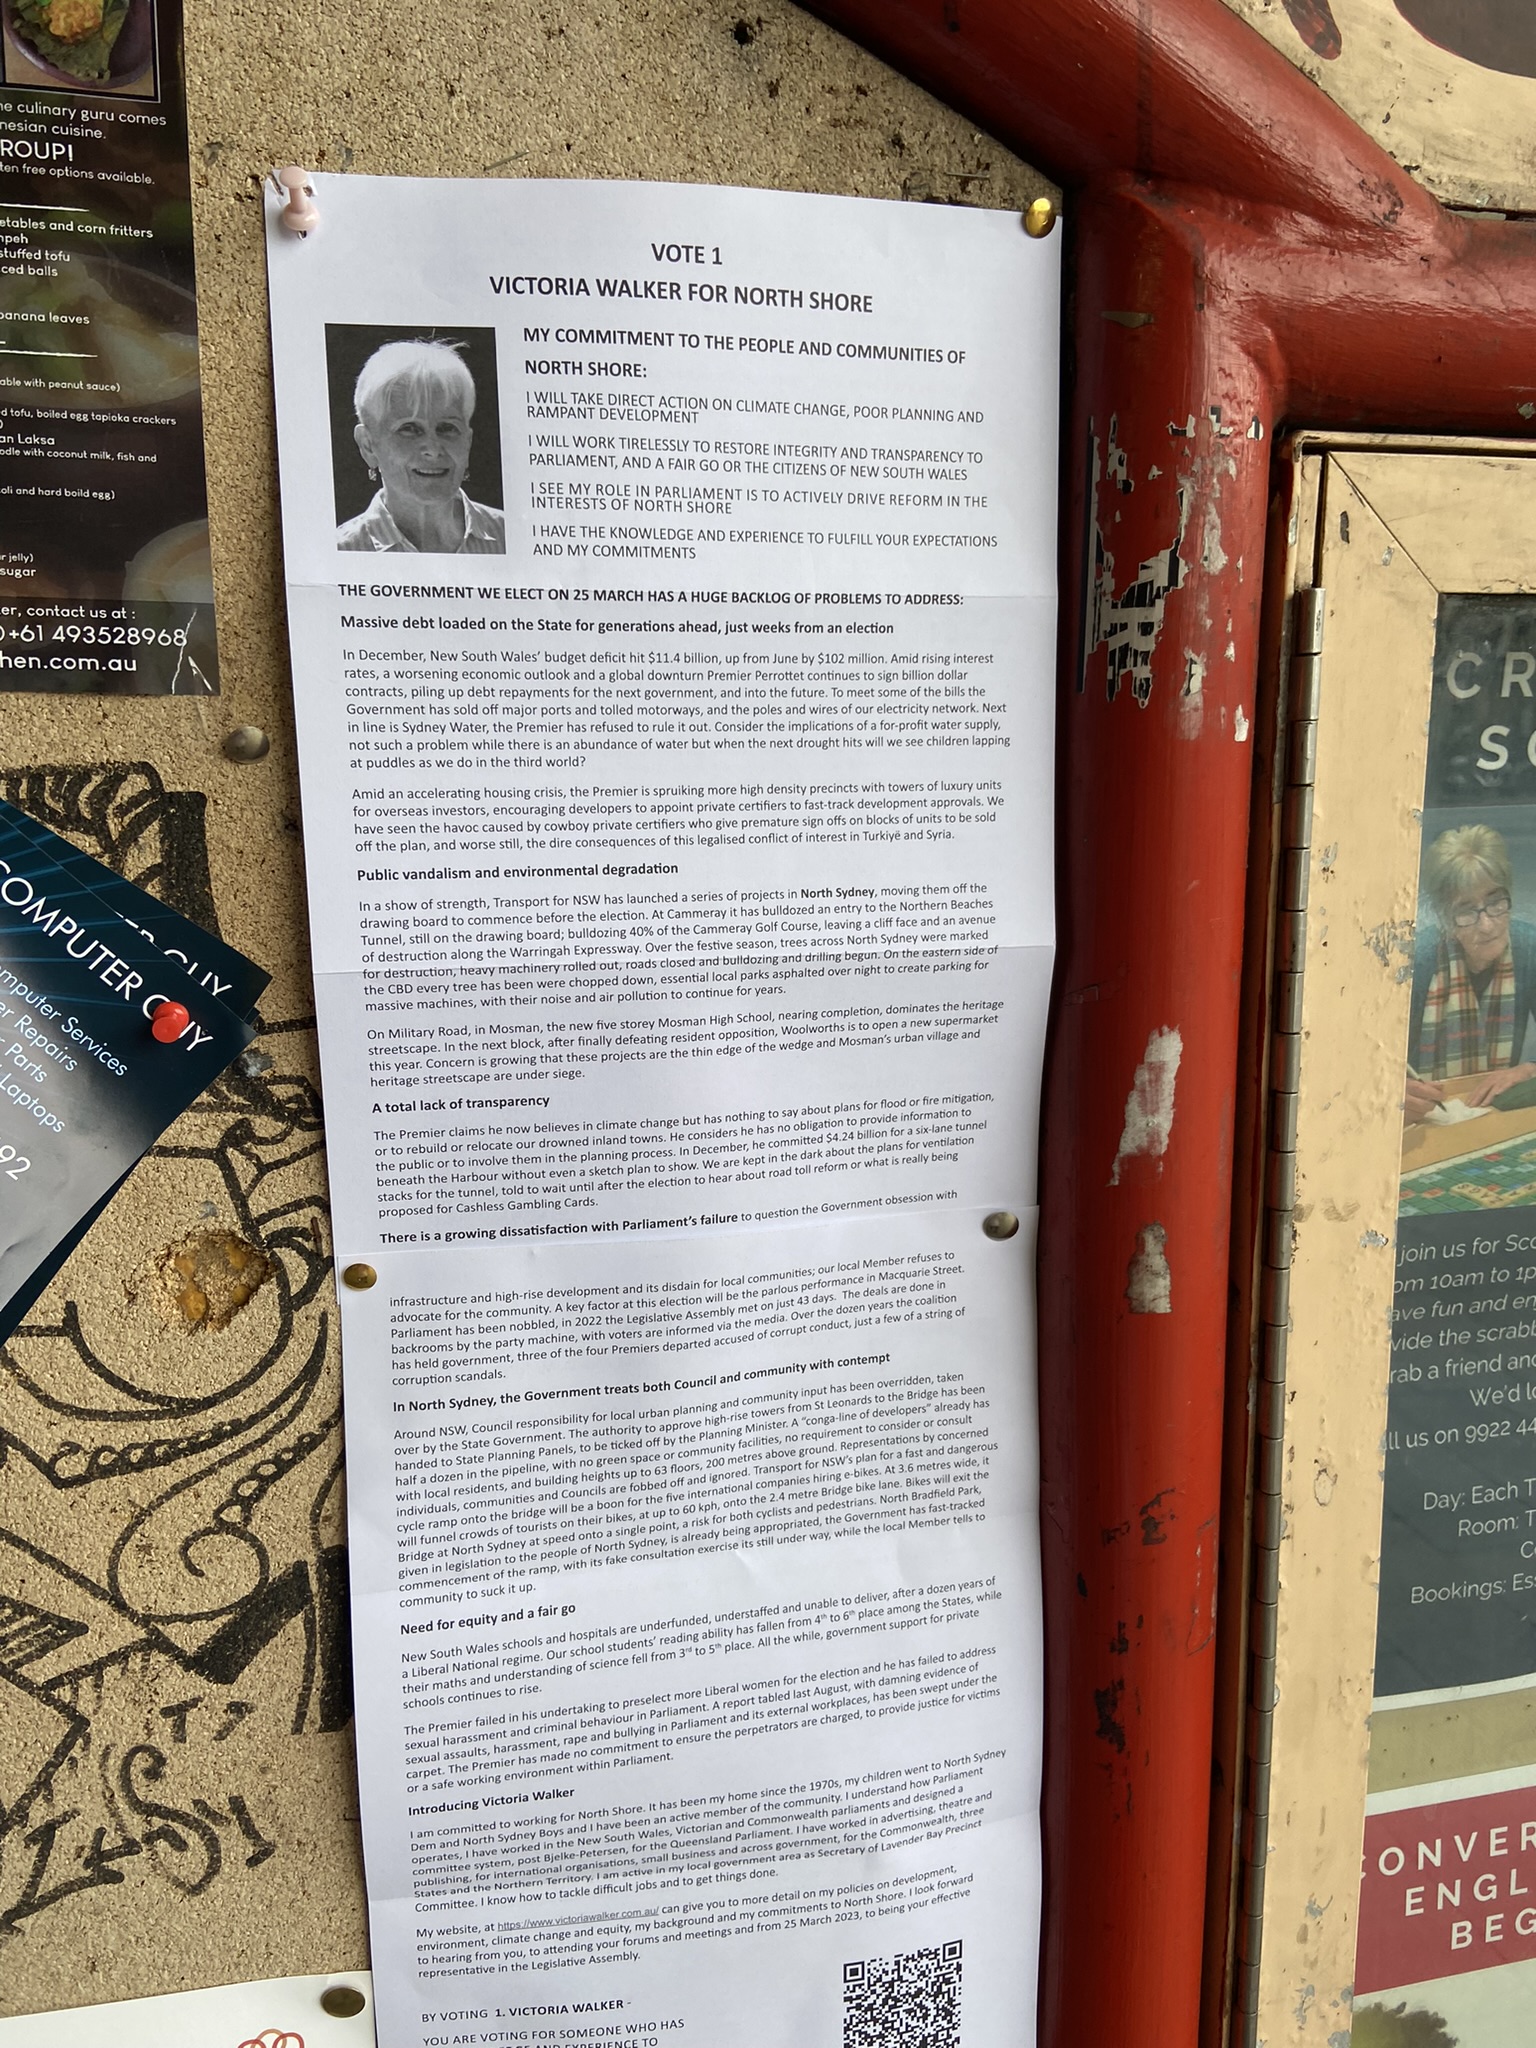 ne culinary guru comes
nesian cuisine.
ROUP!
ten free options available.
etables and corn fritters
mpeh
stuffed tofu
ced balls
banana leaves
able with peanut sauce)
d tofu, boiled egg tapioka crackers
an Laksa
odle with coconut milk, fish and
oli and hard boild egg)
r jelly)
sugar
er, contact us at :
+61 493528968
hen.com.au
VOTE 1
VICTORIA WALKER FOR NORTH SHORE
MY COMMITMENT TO THE PEOPLE AND COMMUNITIES OF
NORTH SHORE:
I WILL TAKE DIRECT ACTION ON CLIMATE CHANGE, POOR PLANNING AND
RAMPANT DEVELOPMENT
I WILL WORK TIRELESSLY TO RESTORE INTEGRITY AND TRANSPARENCY TO
PARLIAMENT, AND A FAIR GO OR THE CITIZENS OF NEW SOUTH WALES
I SEE MY ROLE IN PARLIAMENT IS TO ACTIVELY DRIVE REFORM IN THE
INTERESTS OF NORTH SHORE
I HAVE THE KNOWLEDGE AND EXPERIENCE TO FULFILL YOUR EXPECTATIONS
AND MY COMMITMENTS
THE GOVERNMENT WE ELECT ON 25 MARCH HAS A HUGE BACKLOG OF PROBLEMS TO ADDRESS:
Massive debt loaded on the State for generations ahead, just weeks from an election
In December, New South Wales' budget deficit hit $11.4 billion, up from June by $102 million. Amid rising interest
rates, a worsening economic outlook and a global downturn Premier Perrottet continues to sign billion dollar
contracts, piling up debt repayments for the next government, and into the future. To meet some of the bills the
Government has sold off major ports and tolled motorways, and the poles and wires of our electricity network. Next
in line is Sydney Water, the Premier has refused to rule it out. Consider the implications of a for-profit water supply,
not such a problem while there is an abundance of water but when the next drought hits will we see children lapping
at puddles as we do in the third world?
Amid an accelerating housing crisis, the Premier is spruiking more high density precincts with towers of luxury units
for overseas investors, encouraging developers to appoint private certifiers to fast-track development approvals. We
have seen the havoc caused by cowboy private certifiers who give premature sign offs on blocks of units to be sold
off the plan, and worse still, the dire consequences of this legalised conflict of interest in Turkiyë and Syria.
Public vandalism and environmental degradation
In a show of strength, Transport for NSW has launched a series of projects in North Sydney, moving them off the
drawing board to commence before the election. At Cammeray it has bulldozed an entry to the Northern Beaches
Tunnel, still on the drawing board; bulldozing 40% of the Cammeray Golf Course, leaving a cliff face and an avenue
of destruction along the Warringah Expressway. Over the festive season, trees across North Sydney were marked
for destruction, heavy machinery rolled out, roads closed and bulldozing and drilling begun. On the eastern side of
the CBD every tree has been were chopped down, essential local parks asphalted over night to create parking for
massive machines, with their noise and air pollution to continue for years.
On Military Road, in Mosman, the new five storey Mosman High School, nearing completion, dominates the heritage
streetscape. In the next block, after finally defeating resident opposition, Woolworths is to open a new supermarket
this year. Concern is growing that these projects are the thin edge of the wedge and Mosman's urban village and
heritage streetscape are under siege.
A total lack of transparency
The Premier claims he now believes in climate change but has nothing to say about plans for flood or fire mitigation,
or to rebuild or relocate our drowned inland towns. He considers he has no obligation to provide information to
the public or to involve them in the planning process. In December, he committed $4.24 billion for a six-lane tunnel
beneath the Harbour without even a sketch plan to show. We are kept in the dark about the plans for ventilation
stacks for the tunnel, told to wait until after the election to hear about road toll reform or what is really being
proposed for Cashless Gambling Cards.
There is a growing dissatisfaction with Parliament's failure to question the Government obsession with
infrastructure and high-rise development and its disdain for local communities; our local Member refuses to
advocate for the community. A key factor at this election will be the parlous performance in Macquarie Street.
Parliament has been nobbled, in 2022 the Legislative Assembly met on just 43 days. The deals are done in
backrooms by the party machine, with voters are informed via the media. Over the dozen years the coalition
has held government, three of the four Premiers departed accused of corrupt conduct, just a few of a string of
corruption scandals.
In North Sydney, the Government treats both Council and community with contempt
Around NSW, Council responsibility for local urban planning and community input has been overridden, taken
over by the State Government. The authority to approve high-rise towers from St Leonards to the Bridge has been
handed to State Planning Panels, to be ticked off by the Planning Minister. A "conga-line of developers" already has
half a dozen in the pipeline, with no green space or community facilities, no requirement to consider or consult
with local residents, and building heights up to 63 floors, 200 metres above ground. Representations by concerned
individuals, communities and Councils are fobbed off and ignored. Transport for NSW's plan for a fast and dangerous
cycle ramp onto the bridge will be a boon for the five international companies hiring e-bikes. At 3.6 metres wide, it
will funnel crowds of tourists on their bikes, at up to 60 kph, onto the 2.4 metre Bridge bike lane. Bikes will exit the
Bridge at North Sydney at speed onto a single point, a risk for both cyclists and pedestrians. North Bradfield Park,
given in legislation to the people of North Sydney, is already being appropriated, the Government has fast-tracked
commencement of the ramp, with its fake consultation exercise its still under way, while the local Member tells to
community to suck it up.
Need for equity and a fair go
New South Wales schools and hospitals are underfunded, understaffed and unable to deliver, after a dozen years of
a Liberal National regime. Our school students' reading ability has fallen from 4th to 6th place among the States, while
their maths and understanding of science fell from 3rd to 5th place. All the while, government support for private
schools continues to rise.
The Premier failed in his undertaking to preselect more Liberal women for the election and he has failed to address
sexual harassment and criminal behaviour in Parliament. A report tabled last August, with damning evidence of
sexual assaults, harassment, rape and bullying in Parliament and its external workplaces, has been swept under the
carpet. The Premier has made no commitment to ensure the perpetrators are charged, to provide justice for victims
or a safe working environment within Parliament.
Introducing Victoria Walker
I am committed to working for North Shore. It has been my home since the 1970s, my children went to North Sydney
Dem and North Sydney Boys and I have been an active member of the community. I understand how Parliament
operates, I have worked in the New South Wales, Victorian and Commonwealth parliaments and designed a
committee system, post Bjelke-Petersen, for the Queensland Parliament. I have worked in advertising, theatre and
publishing, for international organisations, small business and across government, for the Commonwealth, three
States and the Northern Territory. I am active in my local government area as Secretary of Lavender Bay Precinct
Committee. I know how to tackle difficult jobs and to get things done.
My website, at https://www.victoriawalker.com.au/ can give you to more detail on my policies on development,
environment, climate change and equity, my background and my commitments to North Shore. I look forward
to hearing from you, to attending your forums and meetings and from 25 March 2023, to being your effective
representative in the Legislative Assembly.
BY VOTING 1. VICTORIA WALKER -
YOU ARE VOTING FOR SOMEONE WHO HAS
AND EXPERIENCE TO
COMPUTER GUY
mputer Services
er Repairs
Parts
Laptops
92
CR
SC
join us for Sc
om 10am to 1p
ave fun and en
vide the scrabb
rab a friend and
We'd lo
ll us on 9922 44
Day: Each T
Room: T
Bookings: Es
CONVER
ENGL
BEG